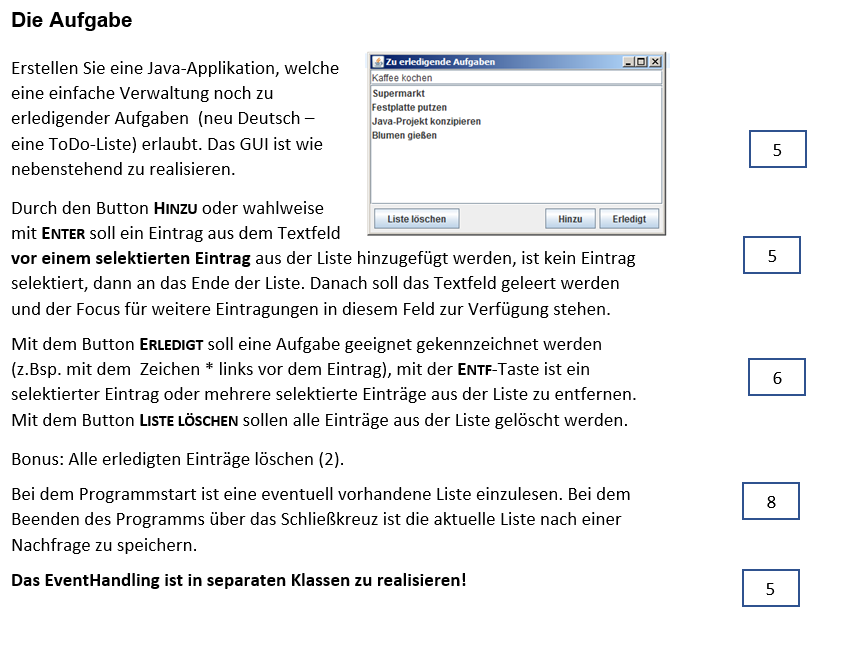 Die Aufgabe
Erstellen Sie eine Java-Applikation, welche
eine einfache Verwaltung noch zu
erledigender Aufgaben (neu Deutsch –
eine ToDo-Liste) erlaubt. Das GUI ist wie
nebenstehend zu realisieren.
Zu erledigende Aufgaben
Kaffee kochen
Supermarkt
Festplatte putzen
Java-Projekt konzipieren
Blumen gießen
Liste löschen Hinzu Erledigt
5
Durch den Button HINZU oder wahlweise
mit ENTER soll ein Eintrag aus dem Textfeld
vor einem selektierten Eintrag aus der Liste hinzugefügt werden, ist kein Eintrag
selektiert, dann an das Ende der Liste. Danach soll das Textfeld geleert werden
und der Focus für weitere Eintragungen in diesem Feld zur Verfügung stehen.
5
Mit dem Button ERLEDIGT soll eine Aufgabe geeignet gekennzeichnet werden
(z.Bsp. mit dem Zeichen * links vor dem Eintrag), mit der ENTF-Taste ist ein
selektierter Eintrag oder mehrere selektierte Einträge aus der Liste zu entfernen.
Mit dem Button LISTE LÖSCHEN sollen alle Einträge aus der Liste gelöscht werden.
6
Bonus: Alle erledigten Einträge löschen (2).
Bei dem Programmstart ist eine eventuell vorhandene Liste einzulesen. Bei dem
Beenden des Programms über das Schließkreuz ist die aktuelle Liste nach einer
Nachfrage zu speichern.
8
Das EventHandling ist in separaten Klassen zu realisieren!
5